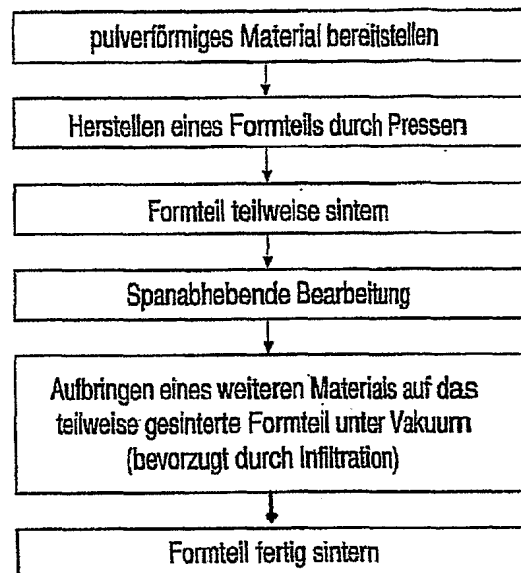 pulverförmiges Material bereitstellen
Herstellen eines Formteils durch Pressen
Formteil teilweise sintern
Spanabhebende Bearbeitung
Aufbringen eines weiteren Materials auf das
teilweise gesinterte Formteil unter Vakuum
(bevorzugt durch Infiltration)
Formteil fertig sintern